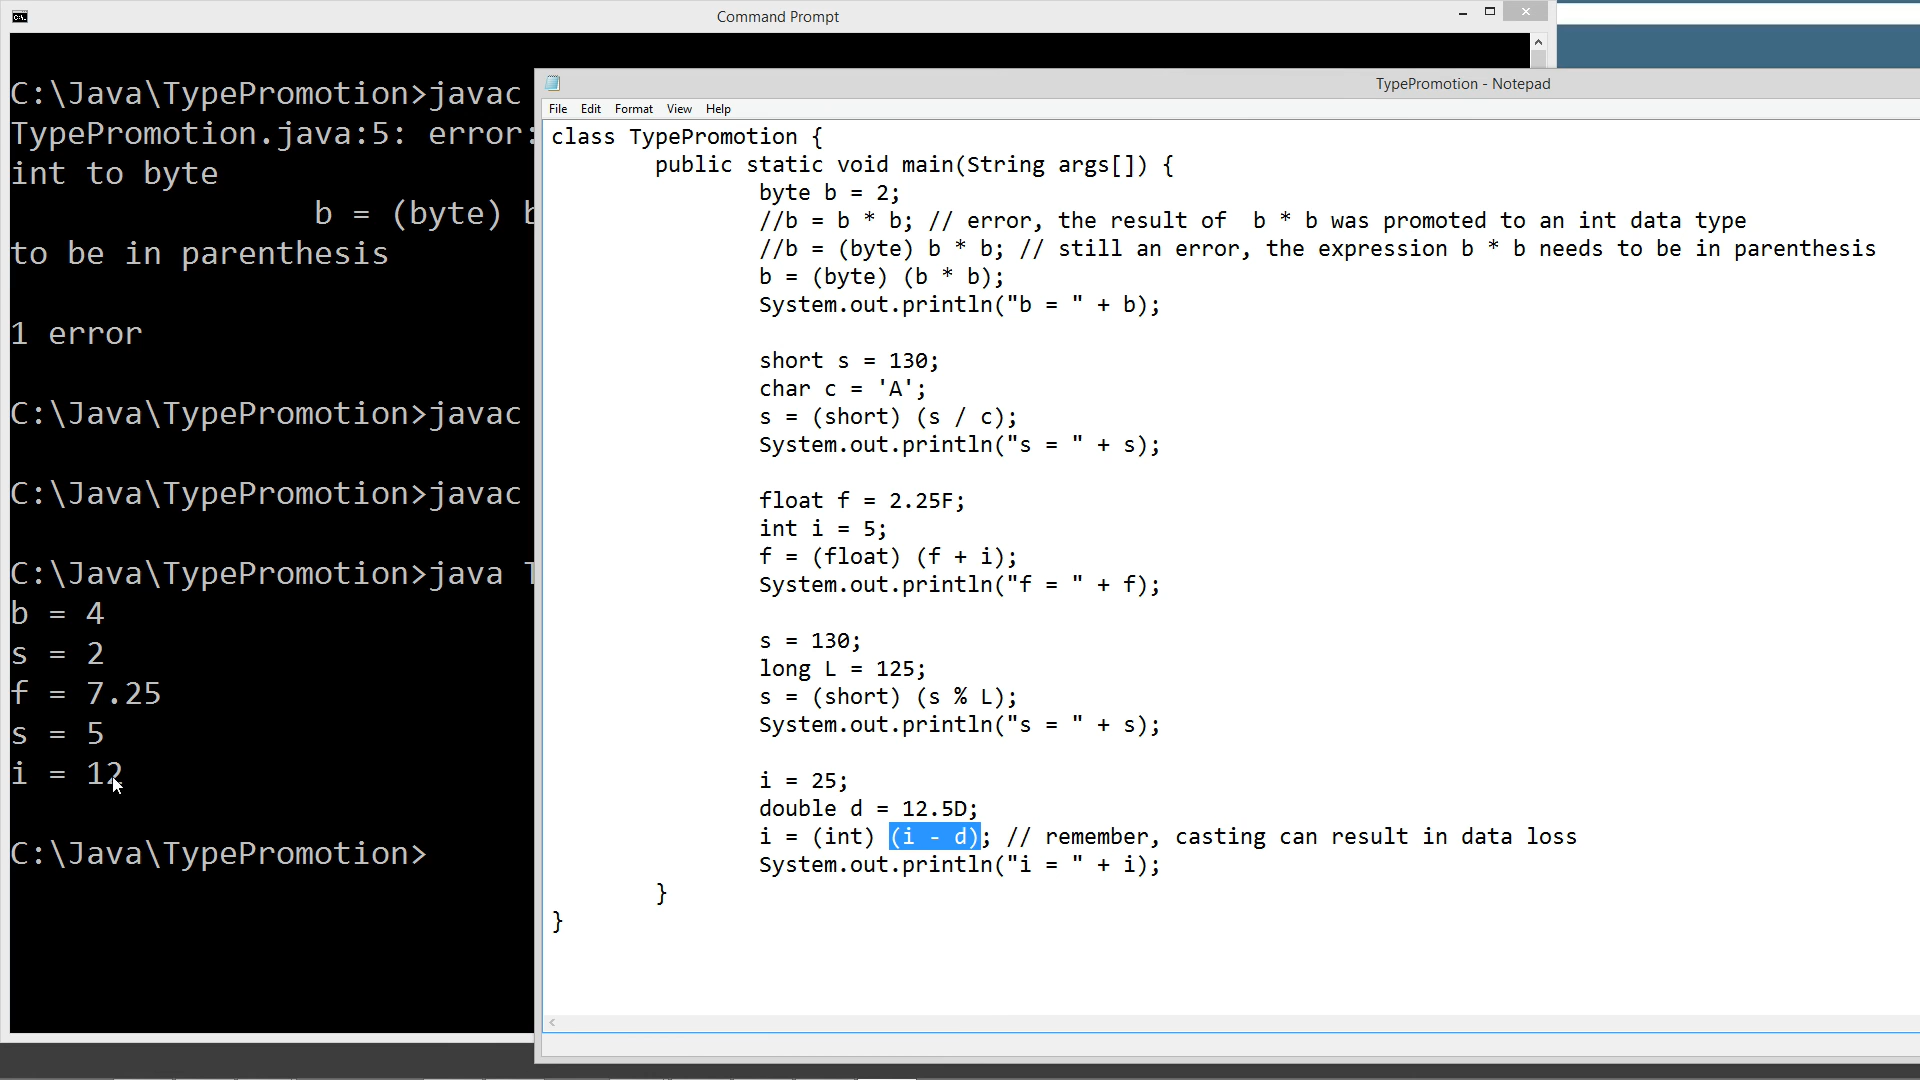 Command Prompt
C:\Java\TypePromotion>javac
TypePromotion.java:5: error:
int to byte
b = (byte) b
to be in parenthesis
1 error
C:\Java\TypePromotion>javac
C:\Java\TypePromotion>javac
C:\Java\TypePromotion>java T
b = 4
s = 2
f = 7.25
s = 5
i = 12
C:\Java\TypePromotion>
TypePromotion - Notepad
File Edit Format View Help
class TypePromotion {
public static void main(String args[]) {
byte b = 2;
//b = b * b; // error, the result of  b * b was promoted to an int data type
//b = (byte) b * b; // still an error, the expression b * b needs to be in parenthesis
b = (byte) (b * b);
System.out.println("b = " + b);
short s = 130;
char c = 'A';
s = (short) (s / c);
System.out.println("s = " + s);
float f = 2.25F;
int i = 5;
f = (float) (f + i);
System.out.println("f = " + f);
s = 130;
long L = 125;
s = (short) (s % L);
System.out.println("s = " + s);
i = 25;
double d = 12.5D;
i = (int) (i - d); // remember, casting can result in data loss
System.out.println("i = " + i);
}
}